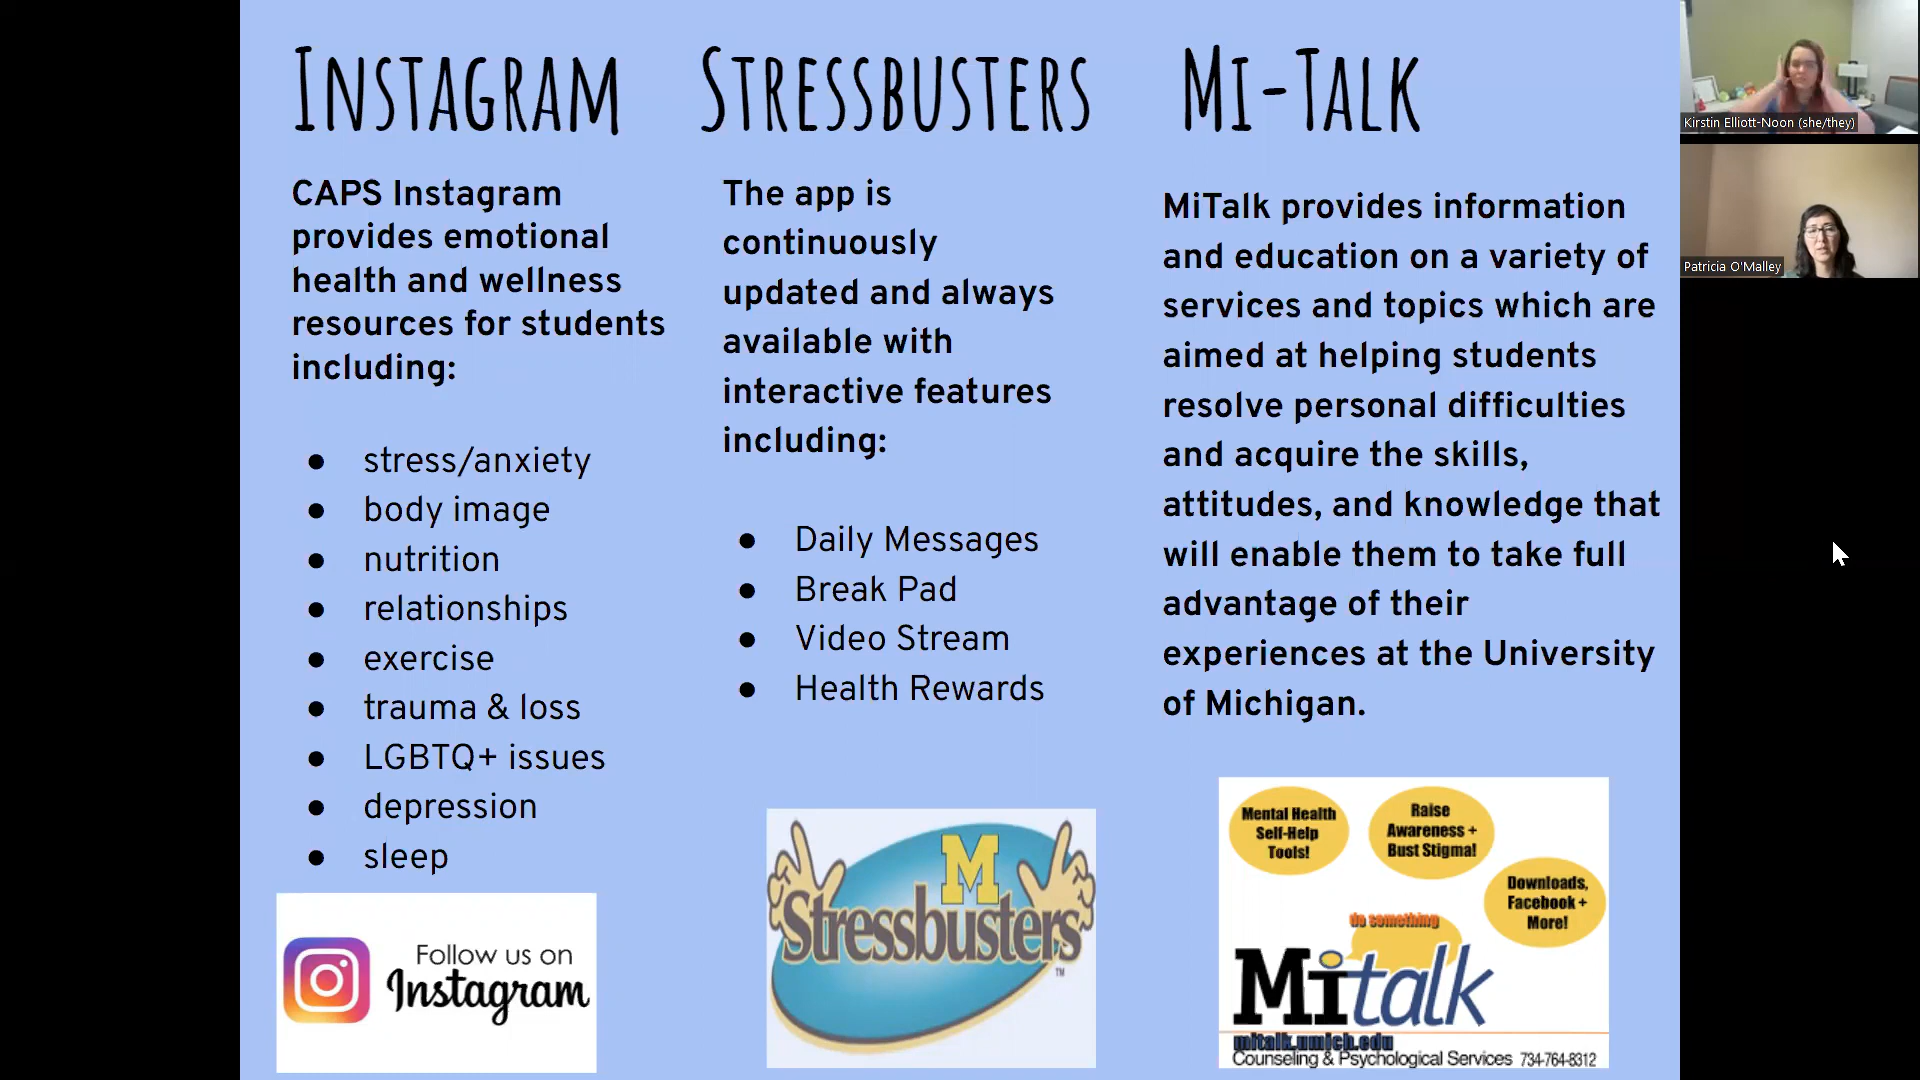 INSTAGRAM
CAPS Instagram
provides emotional
health and wellness
resources for students
including:
● stress/anxiety
● body image
● nutrition
● relationships
● exercise
● trauma & loss
● LGBTQ+ issues
● depression
● sleep
Follow us on
Instagram
STRESSBUSTERS
The app is
continuously
updated and always
available with
interactive features
including:
● Daily Messages
● Break Pad
● Video Stream
● Health Rewards
M
Stressbusters
™
MI-TALK
MiTalk provides information
and education on a variety of
services and topics which are
aimed at helping students
resolve personal difficulties
and acquire the skills,
attitudes, and knowledge that
will enable them to take full
advantage of their
experiences at the University
of Michigan.
Mental Health
Self-Help
Tools!
Raise
Awareness +
Bust Stigma!
Downloads,
Facebook +
More!
do something
Mitalk
mitalk.umich.edu
Counseling & Psychological Services 734-764-8312
Kirstin Elliott-Noon (she/they)
Patricia O'Malley